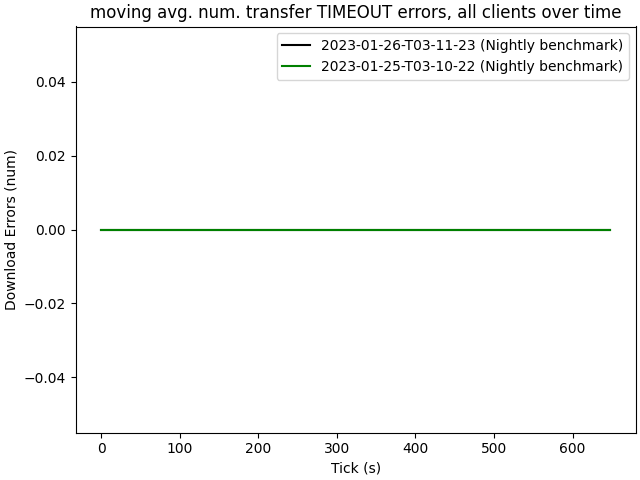 moving avg. num. transfer TIMEOUT errors, all clients over time
2023-01-26-T03-11-23 (Nightly benchmark)
2023-01-25-T03-10-22 (Nightly benchmark)
Download Errors (num)
0.04
0.02
0.00
−0.02
−0.04
0 100 200 300 400 500 600
Tick (s)